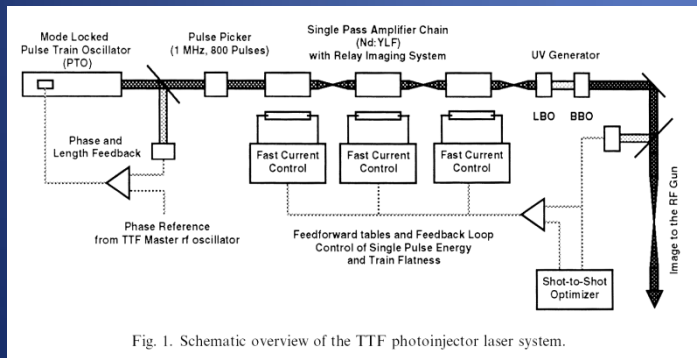 Mode Locked
Pulse Train Oscillator
(PTO)
Pulse Picker
(1 MHz, 800 Pulses)
Single Pass Amplifier Chain
(Nd:YLF)
with Relay Imaging System
UV Generator
LBO
BBO
Phase and
Length Feedback
Fast Current
Control
Fast Current
Control
Fast Current
Control
Phase Reference
from TTF Master rf oscillator
Feedforward tables and Feedback Loop
Control of Single Pulse Energy
and Train Flatness
Shot-to-Shot
Optimizer
Image to the RF Gun
Fig. 1. Schematic overview of the TTF photoinjector laser system.